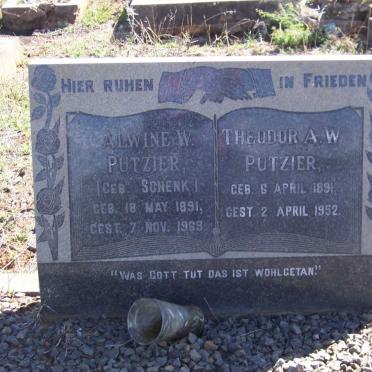 HIER RUHEN IN FRIEDEN
ALWINE W.
PUTZIER,
(GEB. SCHENK)
GEB. 18 MAY 1891,
GEST. 7 NOV. 1969
THEODOR A. W.
PUTZIER,
GEB. 6 APRIL 1891,
GEST. 2 APRIL 1952.
"WAS GOTT TUT DAS IST WOHLGETAN."